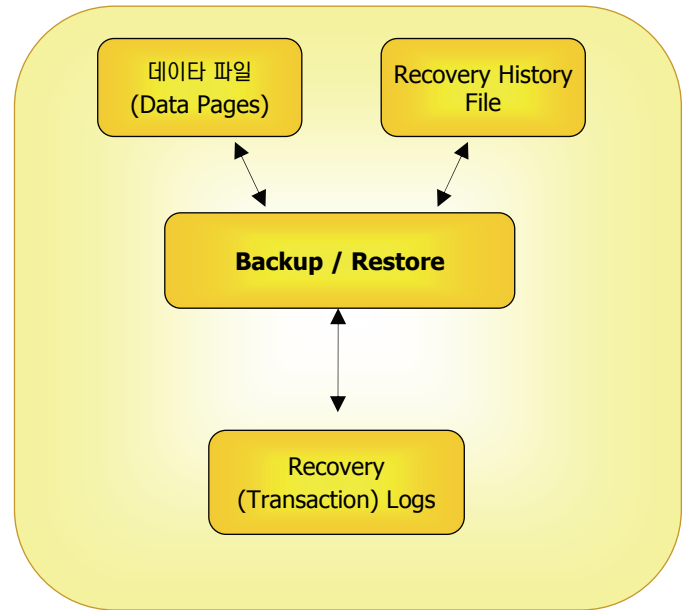 데이타 파일
(Data Pages)
Recovery History
File
Backup / Restore
Recovery
(Transaction) Logs